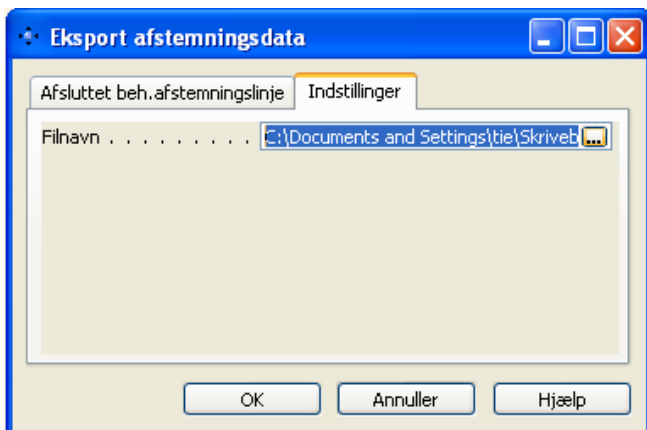 Eksport afstemningsdata
Afsluttet beh.afstemningslinje Indstillinger
Filnavn . . . . . . . . . C:\Documents and Settings\tie\Skriveb ...
OK Annuller Hjælp